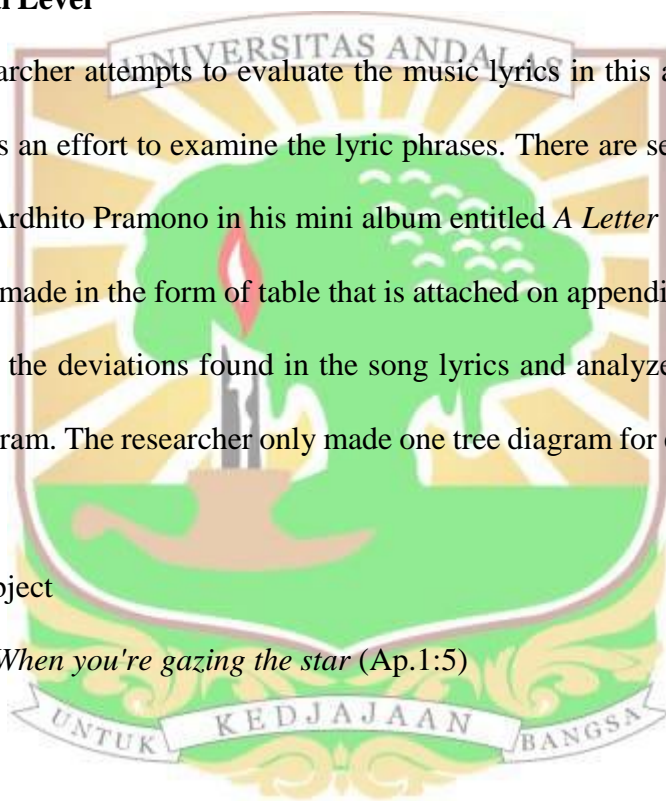 Level
UNIVERSITAS ANDALAS
archer attempts to evaluate the music lyrics in this a
s an effort to examine the lyric phrases. There are se
Ardhito Pramono in his mini album entitled A Letter
made in the form of table that is attached on appendi
the deviations found in the song lyrics and analyze
ram. The researcher only made one tree diagram for
bject
When you're gazing the star (Ap.1:5)
UNTUK KEDJAJAAN BANGSA